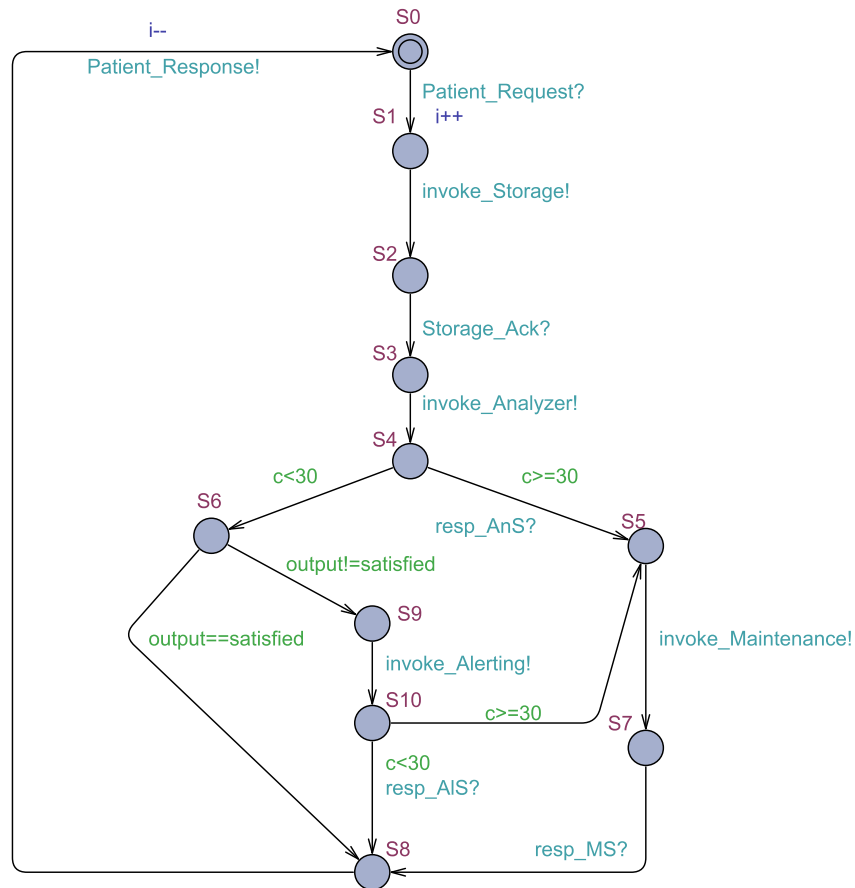 S0
i--
Patient_Response!
Patient_Request?
S1
i++
invoke_Storage!
S2
Storage_Ack?
S3
invoke_Analyzer!
S4
c<30
c>=30
S6
resp_AnS?
S5
output!=satisfied
S9
output==satisfied
invoke_Maintenance!
invoke_Alerting!
S10
c>=30
S7
c<30
resp_AlS?
S8
resp_MS?